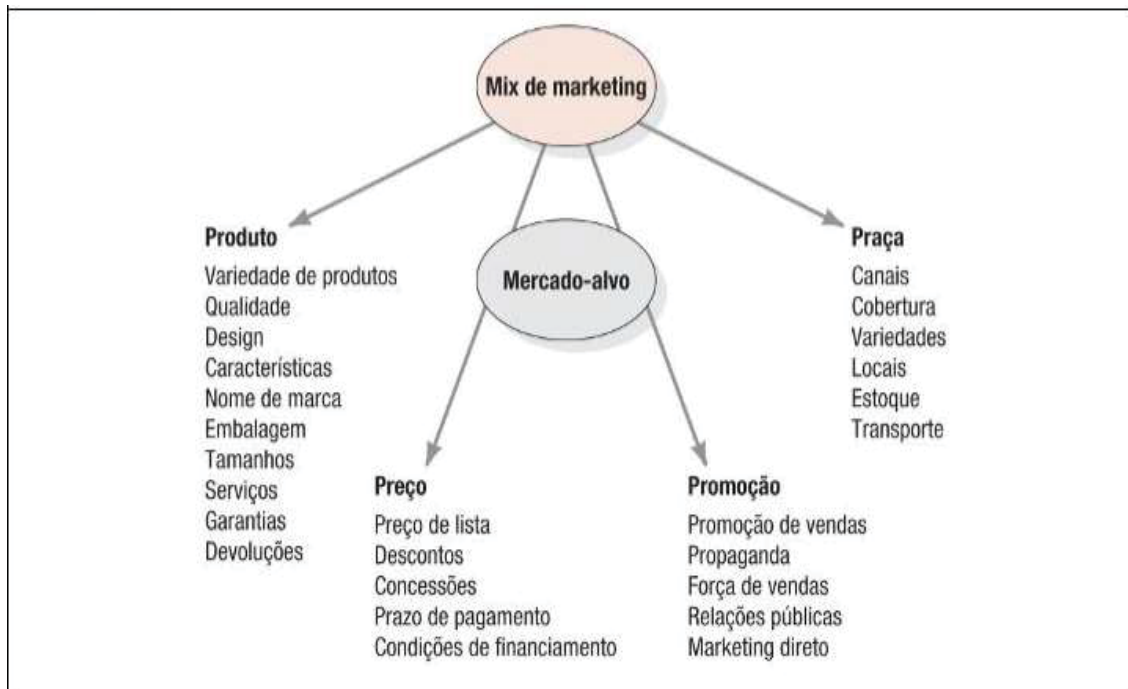 Mix de marketing
Mercado-alvo
Produto
Variedade de produtos
Qualidade
Design
Características
Nome de marca
Embalagem
Tamanhos
Serviços
Garantias
Devoluções
Preço
Preço de lista
Descontos
Concessões
Prazo de pagamento
Condições de financiamento
Promoção
Promoção de vendas
Propaganda
Força de vendas
Relações públicas
Marketing direto
Praça
Canais
Cobertura
Variedades
Locais
Estoque
Transporte